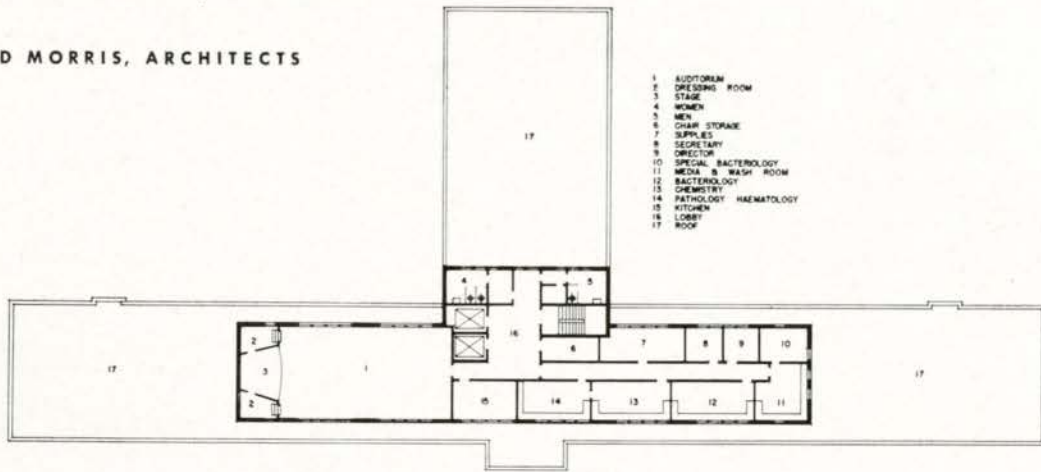 D MORRIS, ARCHITECTS
1 AUDITORIUM
2 DRESSING ROOM
3 STAGE
4 WOMEN
5 MEN
6 CHAIR STORAGE
7 SUPPLIES
8 SECRETARY
9 DIRECTOR
10 SPECIAL BACTERIOLOGY
11 MEDIA & WASH ROOM
12 BACTERIOLOGY
13 CHEMISTRY
14 PATHOLOGY HAEMATOLOGY
15 KITCHEN
16 LOBBY
17 ROOF
17
4 5
16
2 6 7 8 9 10
17 3 1 17
2 15 14 13 12 11